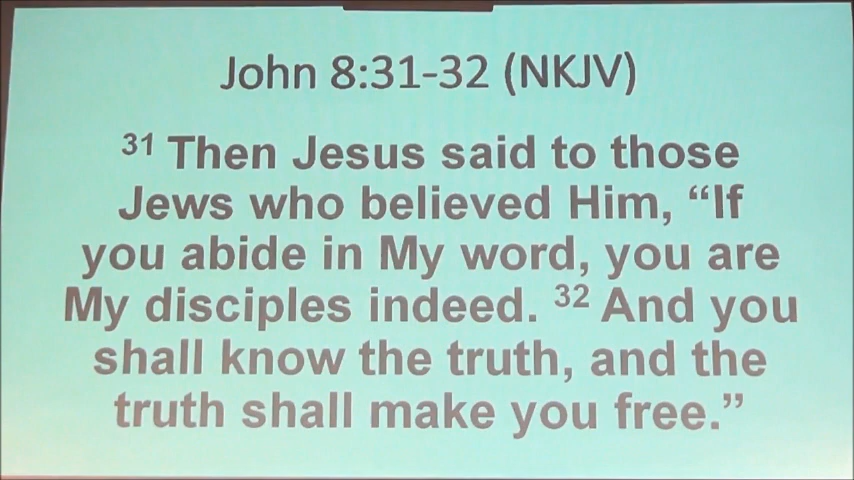 John 8:31-32 (NKJV)
31 Then Jesus said to those
Jews who believed Him, “If
you abide in My word, you are
My disciples indeed. 32 And you
shall know the truth, and the
truth shall make you free.”